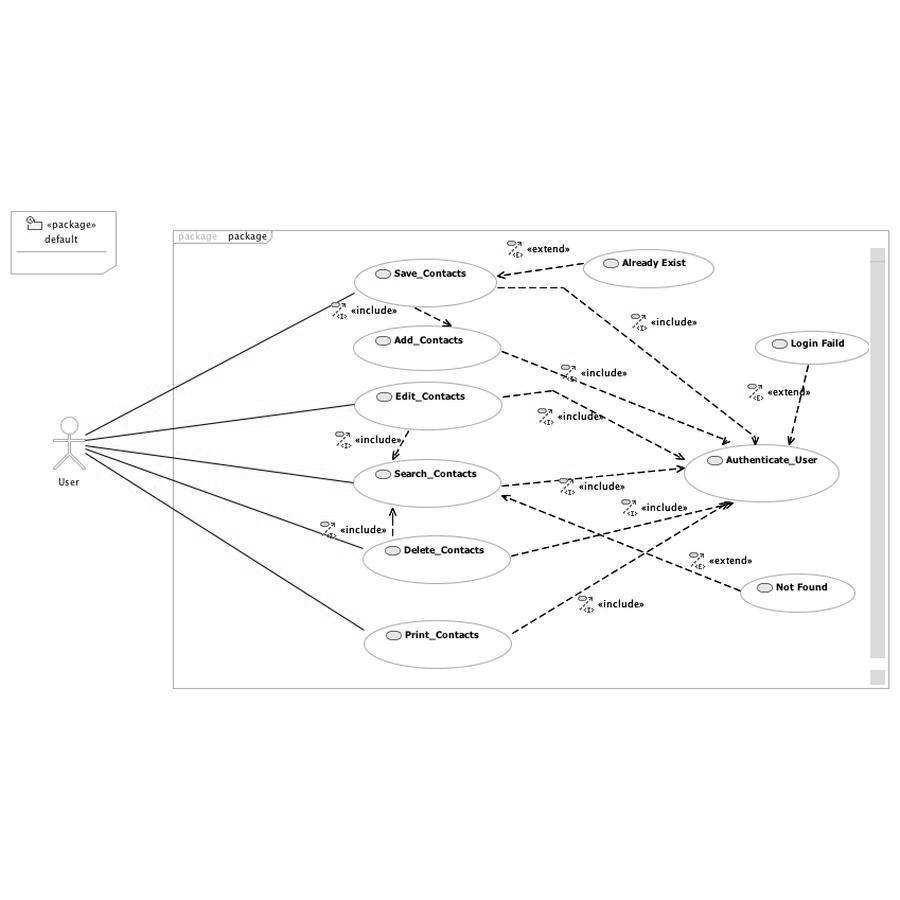 «package»
default
package package
«extend»
Already Exist
Save_Contacts
«include»
«include»
Add_Contacts
Login Faild
«include»
«extend»
Edit_Contacts
«include»
«include»
Authenticate_User
Search_Contacts
User
«include»
«include»
«include»
Delete_Contacts
«extend»
Not Found
«include»
Print_Contacts